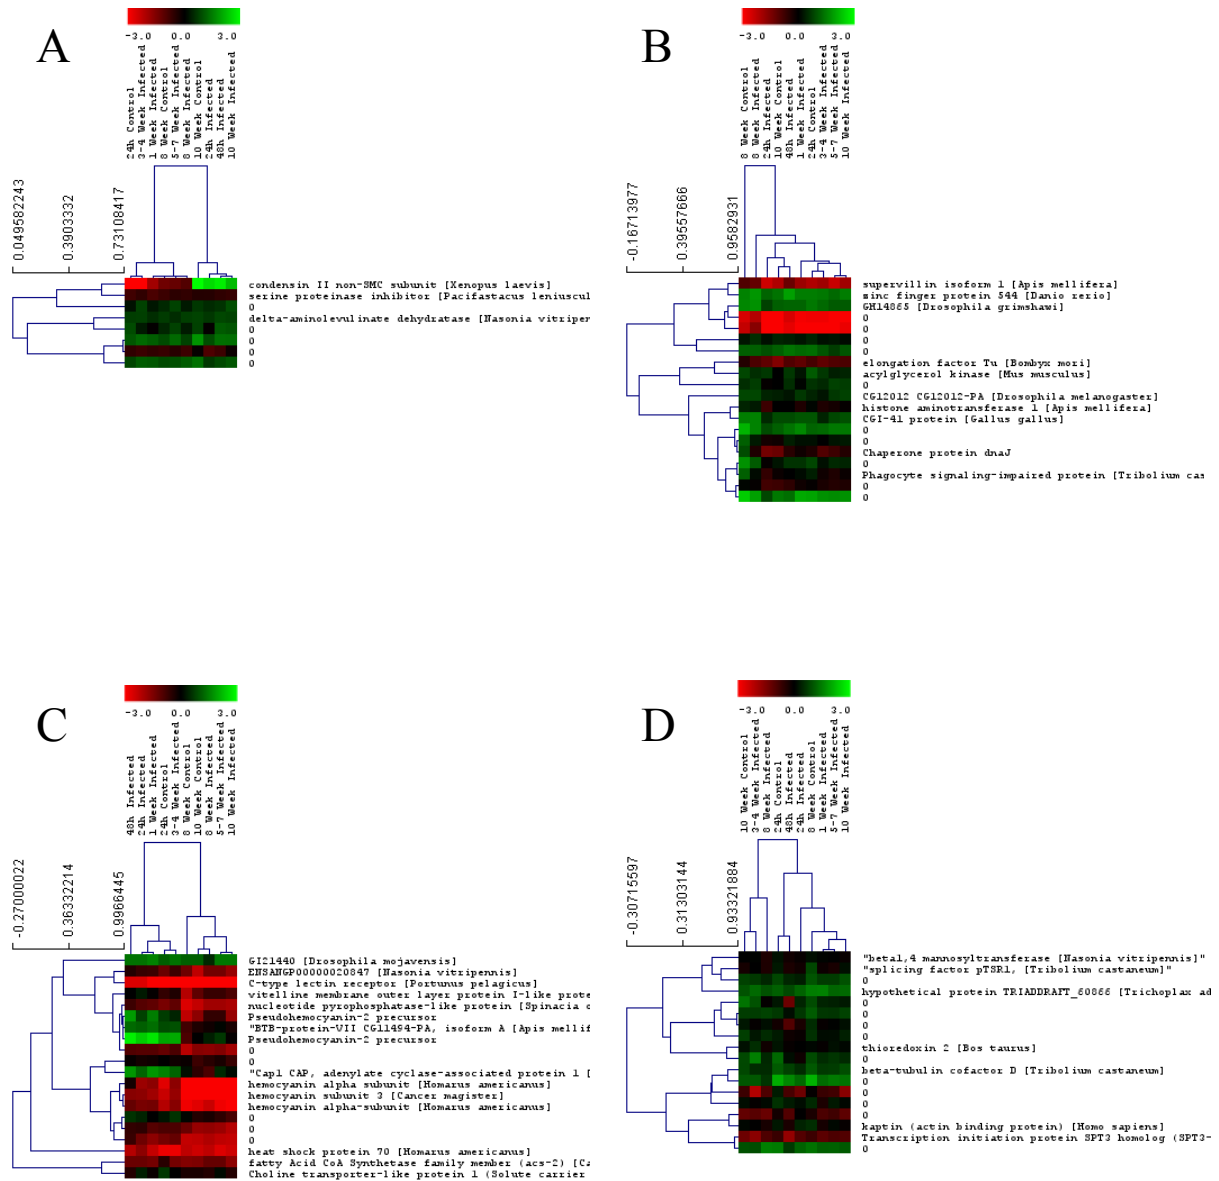 A
-3.0 0.0 3.0
24h Control
3-4 Week Infected
1 Week Infected
8 Week Control
5-7 Week Infected
8 Week Infected
10 Week Control
24h Infected
48h Infected
10 Week Infected
0.049582243
0.3903332
0.73108417
condensin II non-SMC subunit [Xenopus laevis]
serine proteinase inhibitor [Pacifastacus leniuscul
0
delta-aminolevulinate dehydratase [Nasonia vitripen
0
0
0
0
B
-3.0 0.0 3.0
8 Week Control
8 Week Infected
24h Infected
10 Week Control
48h Infected
1 Week Infected
24h Control
3-4 Week Infected
5-7 Week Infected
10 Week Infected
-0.16713977
0.39557666
0.9582931
supervillin isoform 1 [Apis mellifera]
zinc finger protein 544 [Danio rerio]
GH14865 [Drosophila grimshawi]
0
0
0
0
elongation factor Tu [Bombyx mori]
acylglycerol kinase [Mus musculus]
0
CG12012 CG12012-PA [Drosophila melanogaster]
histone aminotransferase 1 [Apis mellifera]
CGI-41 protein [Gallus gallus]
0
0
Chaperone protein dnaJ
0
Phagocyte signaling-impaired protein [Tribolium cas
0
0
C
-3.0 0.0 3.0
48h Infected
24h Infected
1 Week Infected
24h Control
3-4 Week Infected
8 Week Control
10 Week Control
8 Week Infected
5-7 Week Infected
10 Week Infected
-0.27000022
0.36332214
0.9966445
GI21440 [Drosophila mojavensis]
ENSANGP00000020847 [Nasonia vitripennis]
C-type lectin receptor [Portunus pelagicus]
vitelline membrane outer layer protein I-like prote
nucleotide pyrophosphatase-like protein [Spinacia o
Pseudohemocyanin-2 precursor
"BTB-protein-VII CG11494-PA, isoform A [Apis mellif
Pseudohemocyanin-2 precursor
0
0
"Cap1 CAP, adenylate cyclase-associated protein 1 [
hemocyanin alpha subunit [Homarus americanus]
hemocyanin subunit 3 [Cancer magister]
hemocyanin alpha-subunit [Homarus americanus]
0
0
0
heat shock protein 70 [Homarus americanus]
fatty Acid CoA Synthetase family member (acs-2) [Ca
Choline transporter-like protein 1 (Solute carrier
D
-3.0 0.0 3.0
10 Week Control
3-4 Week Infected
8 Week Infected
24h Control
48h Infected
24h Infected
8 Week Control
1 Week Infected
5-7 Week Infected
10 Week Infected
-0.30715597
0.31303144
0.93321884
"beta1,4 mannosyltransferase [Nasonia vitripennis]"
"splicing factor pTSR1, [Tribolium castaneum]"
0
hypothetical protein TRIADDRAFT_60866 [Trichoplax ad
0
0
0
0
thioredoxin 2 [Bos taurus]
0
beta-tubulin cofactor D [Tribolium castaneum]
0
0
0
0
kaptin (actin binding protein) [Homo sapiens]
Transcription initiation protein SPT3 homolog (SPT3-
0